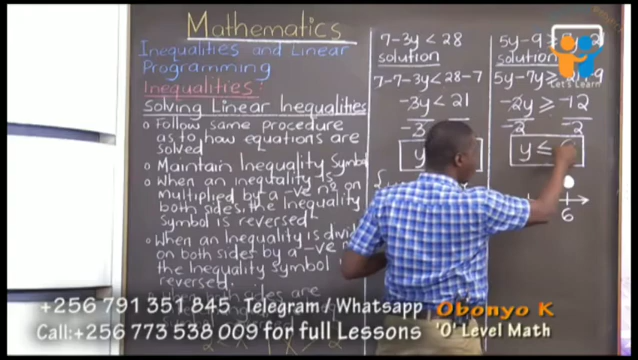 Mathematics
Inequalities and Linear
Programming
Inequalities:
Solving Linear Inequalities
Follow same procedure
as to how equations are
solved
Maintain Inequality Symbol
When an inequality is
multiplied by a -ve nº on
both sides, the Inequality
symbol is reversed
When an Inequality is
on both sides by a -ve
the Inequality Symbol
reversed.
sides are
7-3y < 28
solution
7-7-3y < 28-7
-3y < 21
-3
y
5y-9 ≥
solution
5y-7y ≥
-2y ≥ -12
-2 -2
y ≤
6
Let's Learn
+256 791 351 845 Telegram / Whatsapp Obonyo K
Call:+256 773 538 009 for full Lessons 'O' Level Math